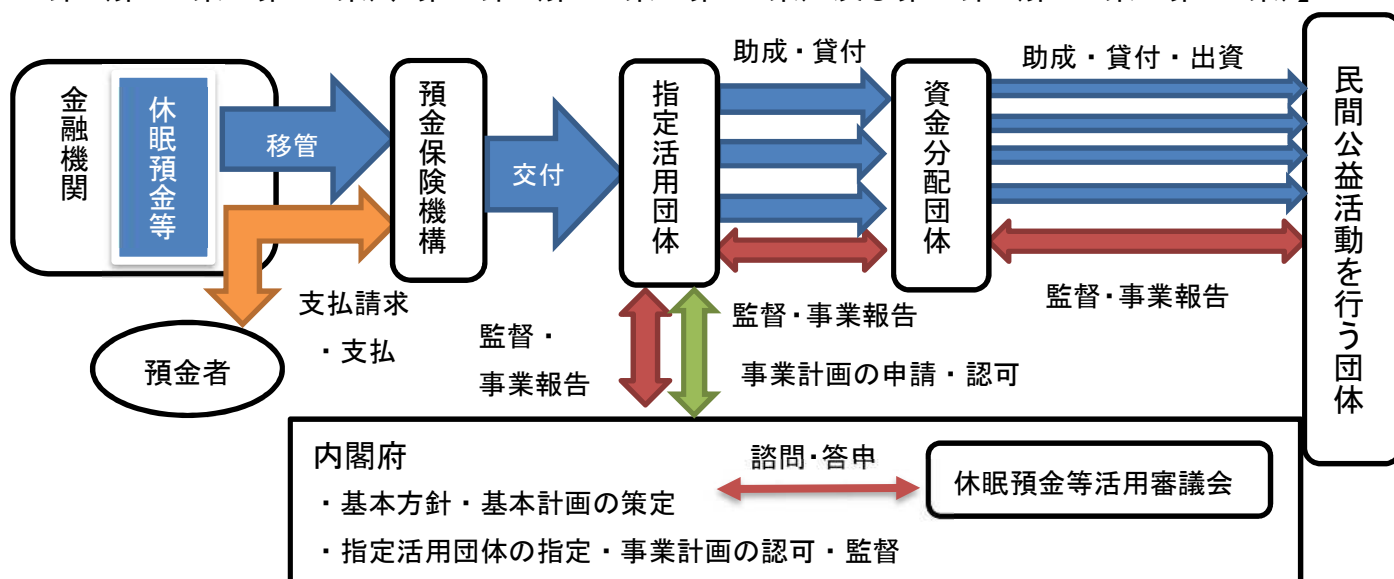 助成・貸付
助成・貸付・出資
金融機関
休眠預金等
移管
預金保険機構
交付
指定活用団体
資金分配団体
民間公益活動を行う団体
支払請求
・支払
預金者
監督・
事業報告
監督・事業報告
監督・事業報告
事業計画の申請・認可
内閣府
・基本方針・基本計画の策定
・指定活用団体の指定・事業計画の認可・監督
諮問・答申
休眠預金等活用審議会